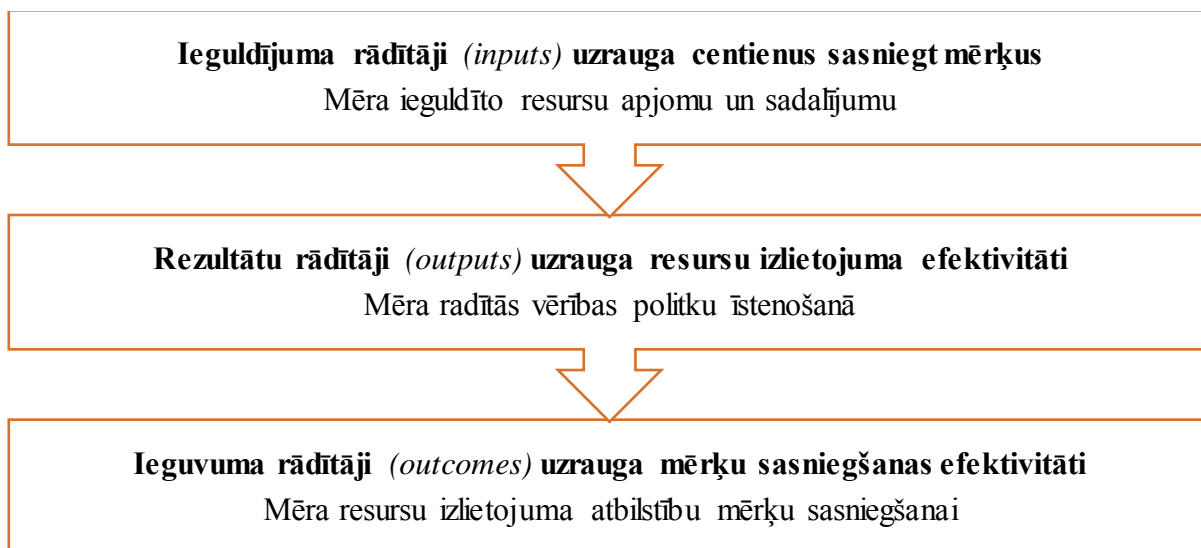 Ieguldījuma rādītāji (inputs) uzrauga centienus sasniegt mērķus
Mēra ieguldīto resursu apjomu un sadalījumu
Rezultātu rādītāji (outputs) uzrauga resursu izlietojuma efektivitāti
Mēra radītās vērības politku īstenošanā
Ieguvuma rādītāji (outcomes) uzrauga mērķu sasniegšanas efektivitāti
Mēra resursu izlietojuma atbilstību mērķu sasniegšanai